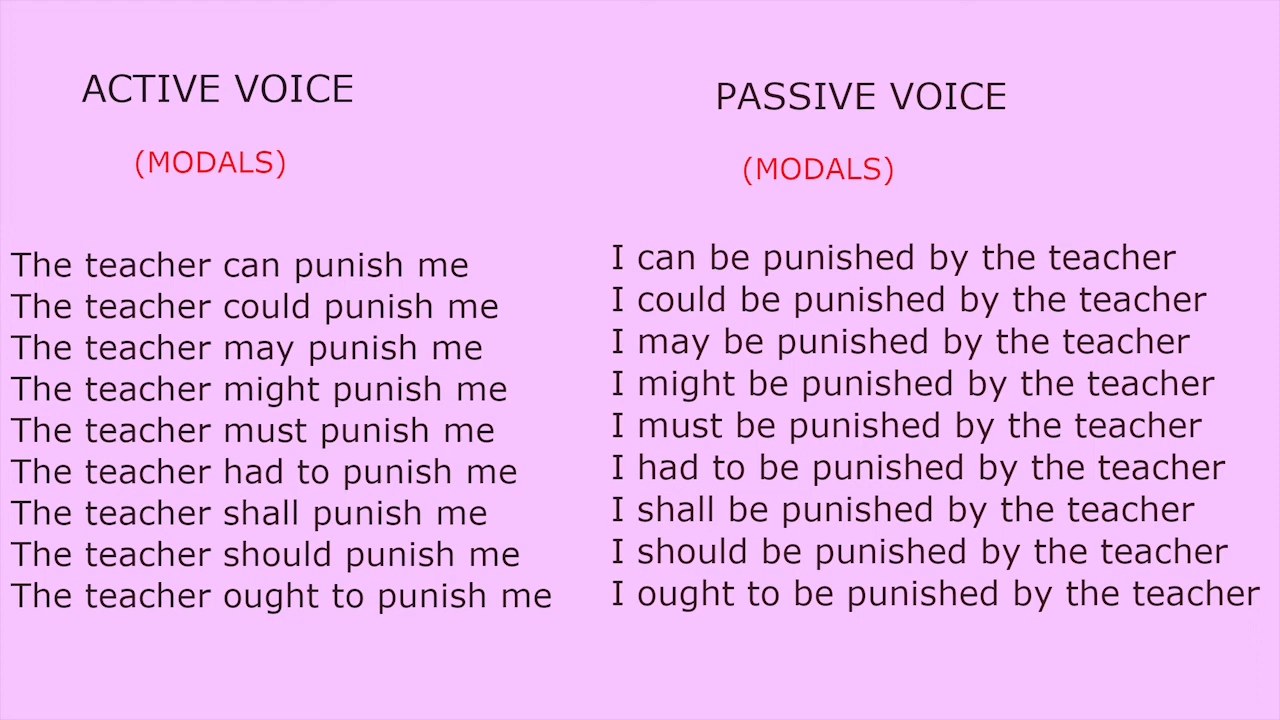 ACTIVE VOICE
(MODALS)
The teacher can punish me
The teacher could punish me
The teacher may punish me
The teacher might punish me
The teacher must punish me
The teacher had to punish me
The teacher shall punish me
The teacher should punish me
The teacher ought to punish me
PASSIVE VOICE
(MODALS)
I can be punished by the teacher
I could be punished by the teacher
I may be punished by the teacher
I might be punished by the teacher
I must be punished by the teacher
I had to be punished by the teacher
I shall be punished by the teacher
I should be punished by the teacher
I ought to be punished by the teacher